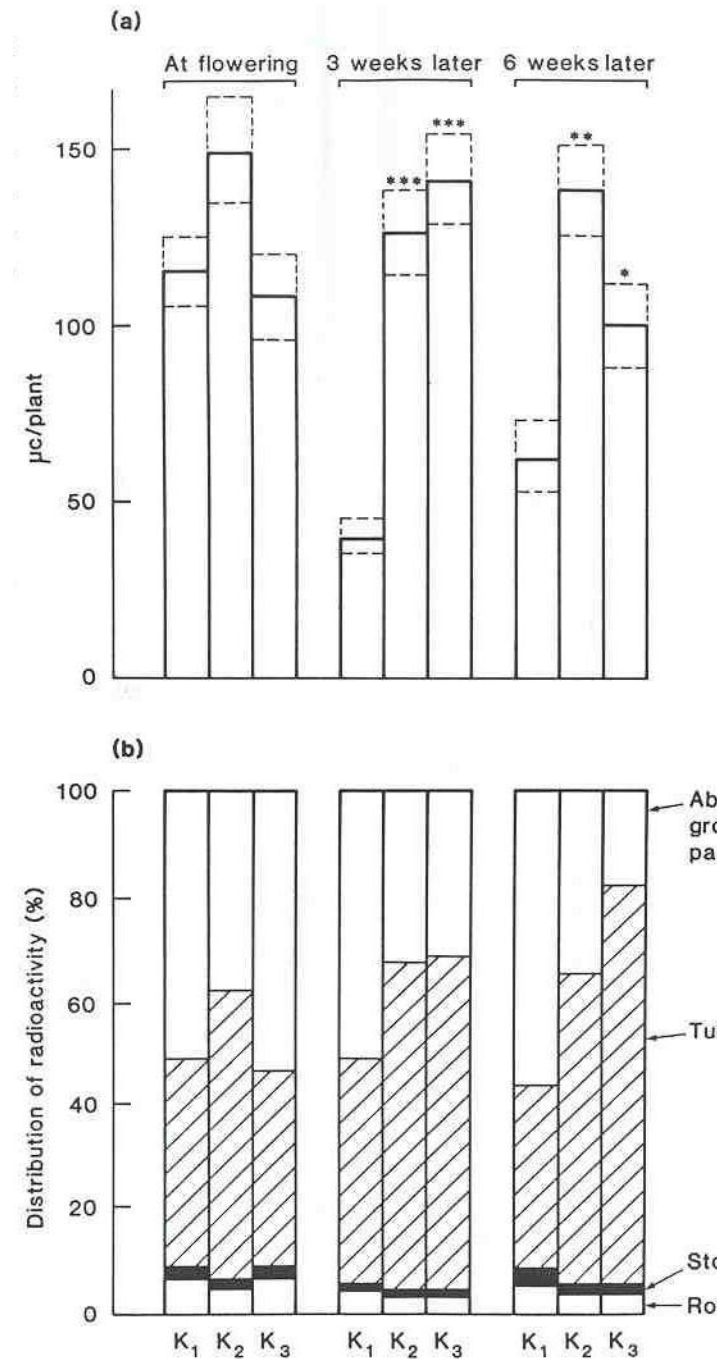 (a)
At flowering
3 weeks later
6 weeks later
***
***
**
*
150
100
50
0
μc/plant
(b)
100
80
60
40
20
0
Distribution of radioactivity (%)
Ab
gro
pa
Tu
Sto
Ro
K1 K2 K3 K1 K2 K3 K1 K2 K3